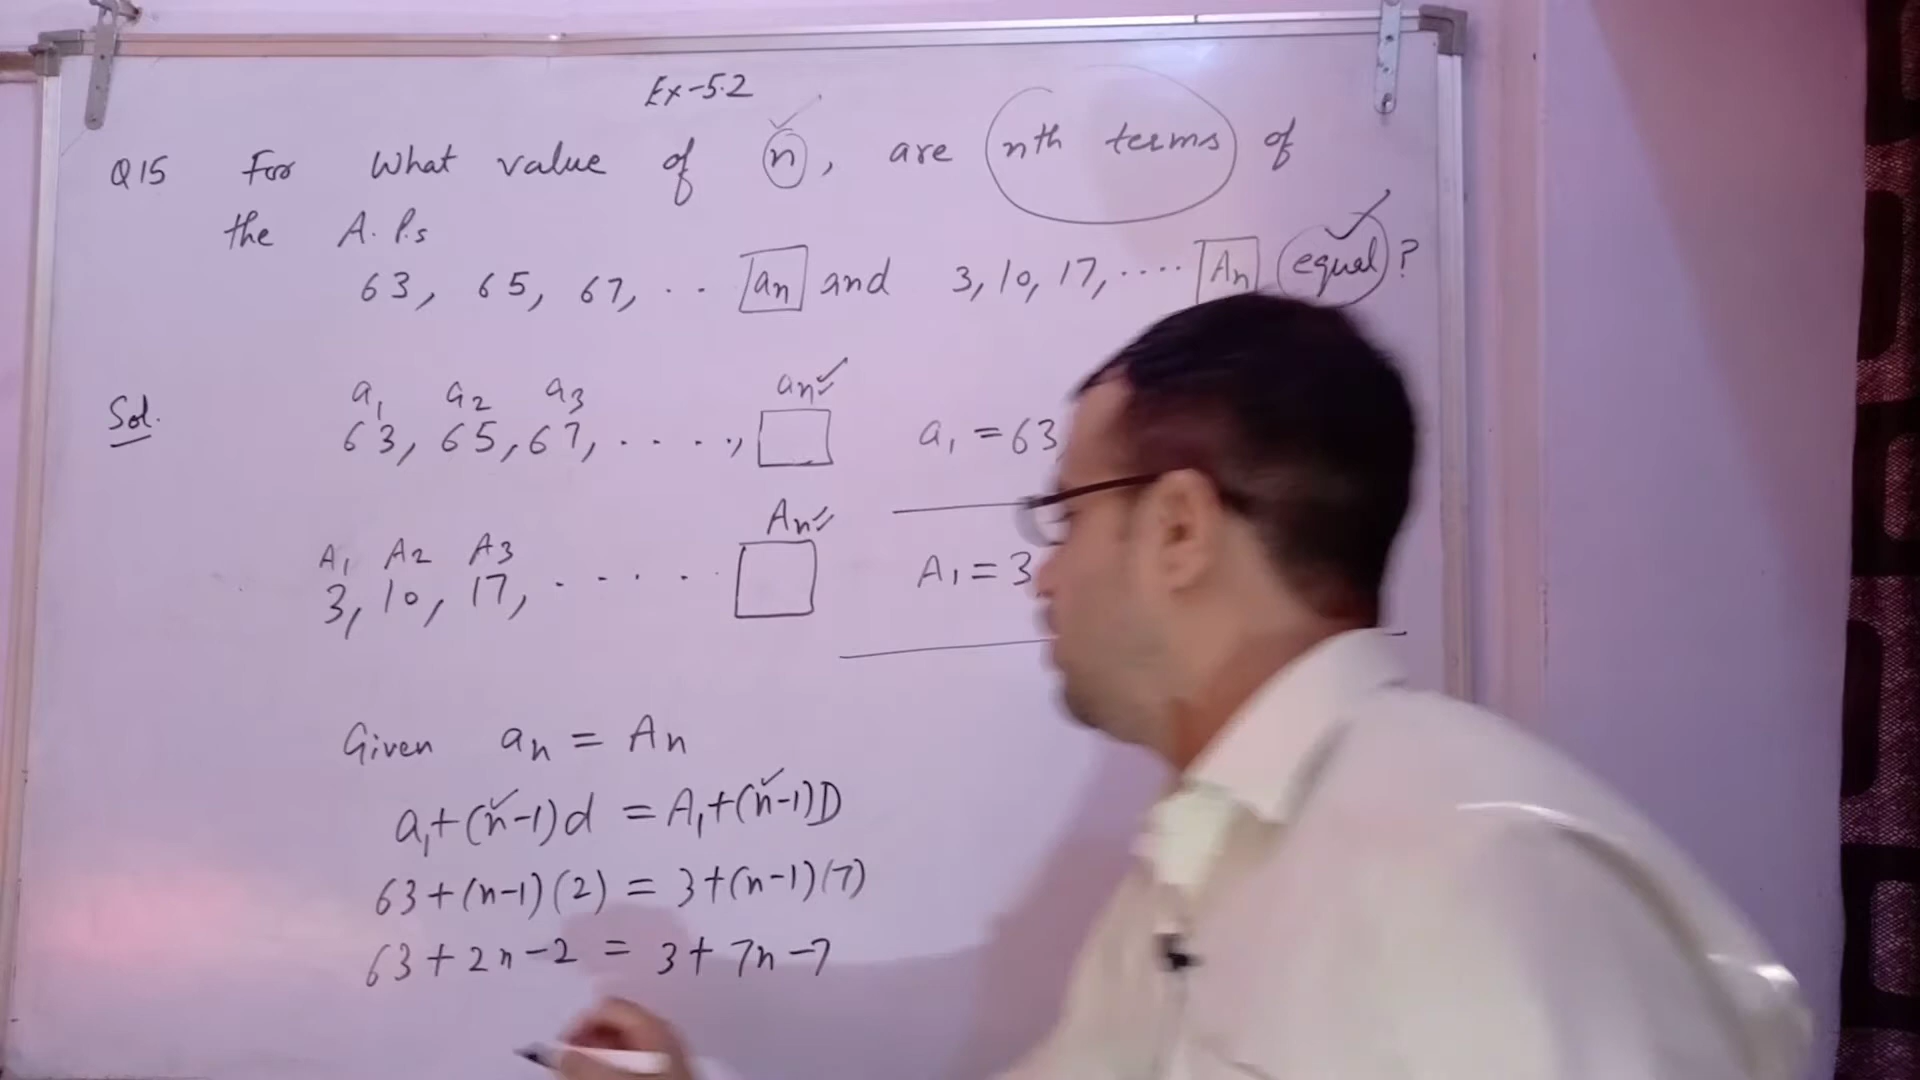 Ex-5.2
Q15 For What value of n, are nth terms of
the A.P.s
63, 65, 67, .. an and 3, 10, 17, .... An equal?
a1 a2 a3 an
Sol. 63, 65, 67, ...., a1 = 63,
An
A1 A2 A3
3, 10, 17, ..... A1 = 3
Given an = An
a1+(n-1)d = A1+(n-1)D
63+(n-1)(2) = 3+(n-1)(7)
63+2n-2 = 3+7n-7